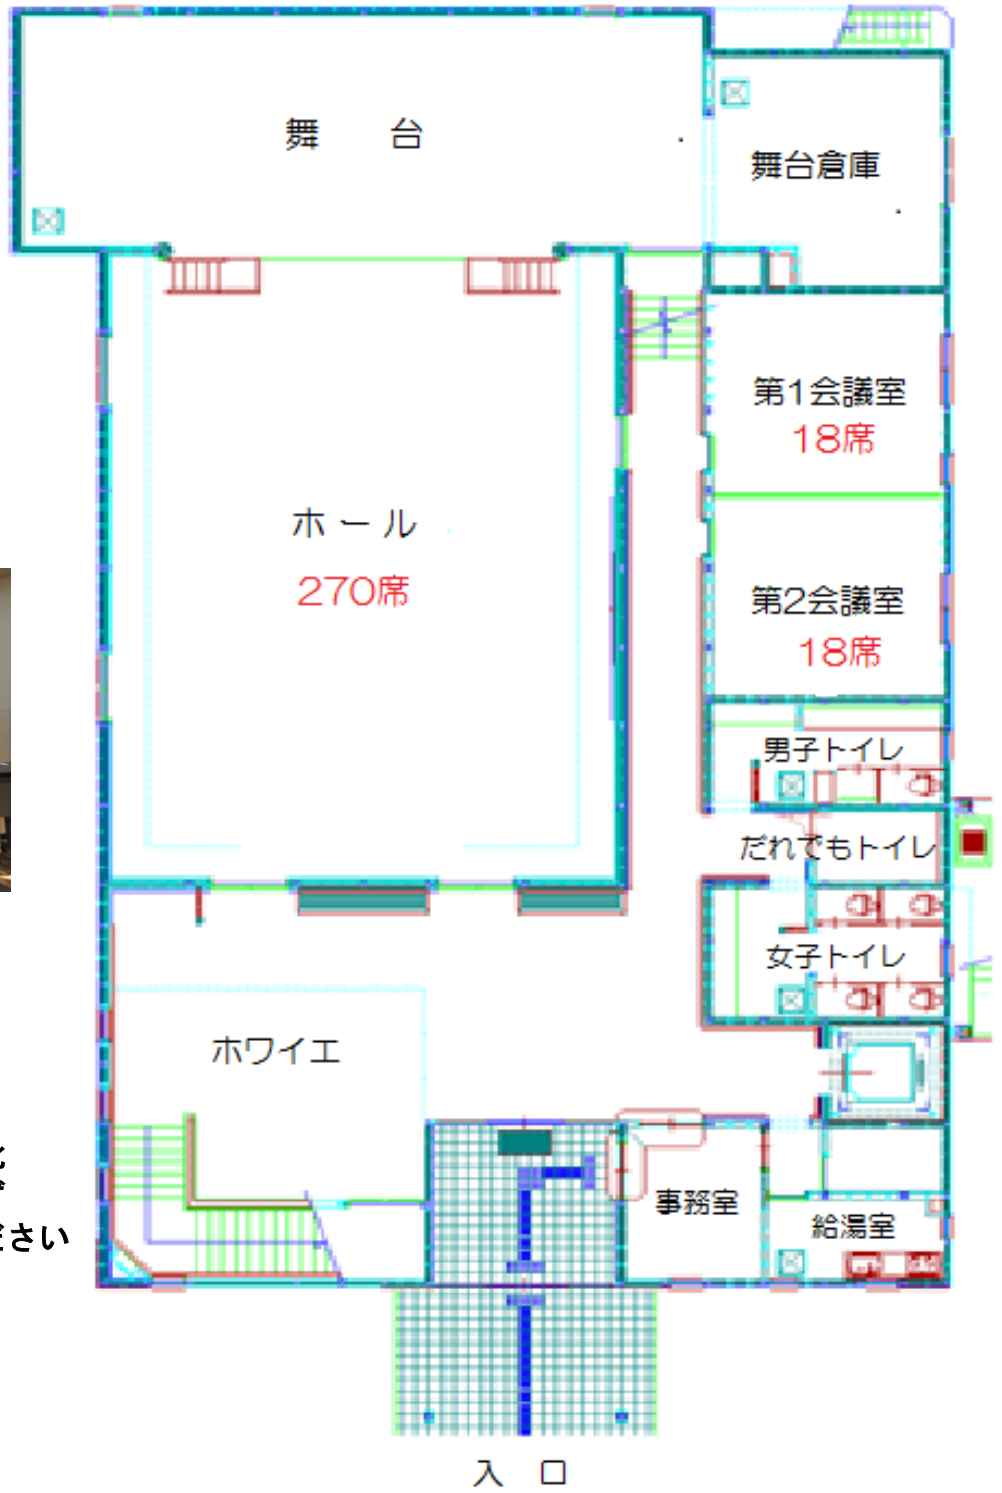 舞　台
舞台倉庫
第1会議室
18席
ホール
270席
第2会議室
18席
男子トイレ
だれでもトイレ
女子トイレ
ホワイエ
事務室
給湯室
さい
入　口